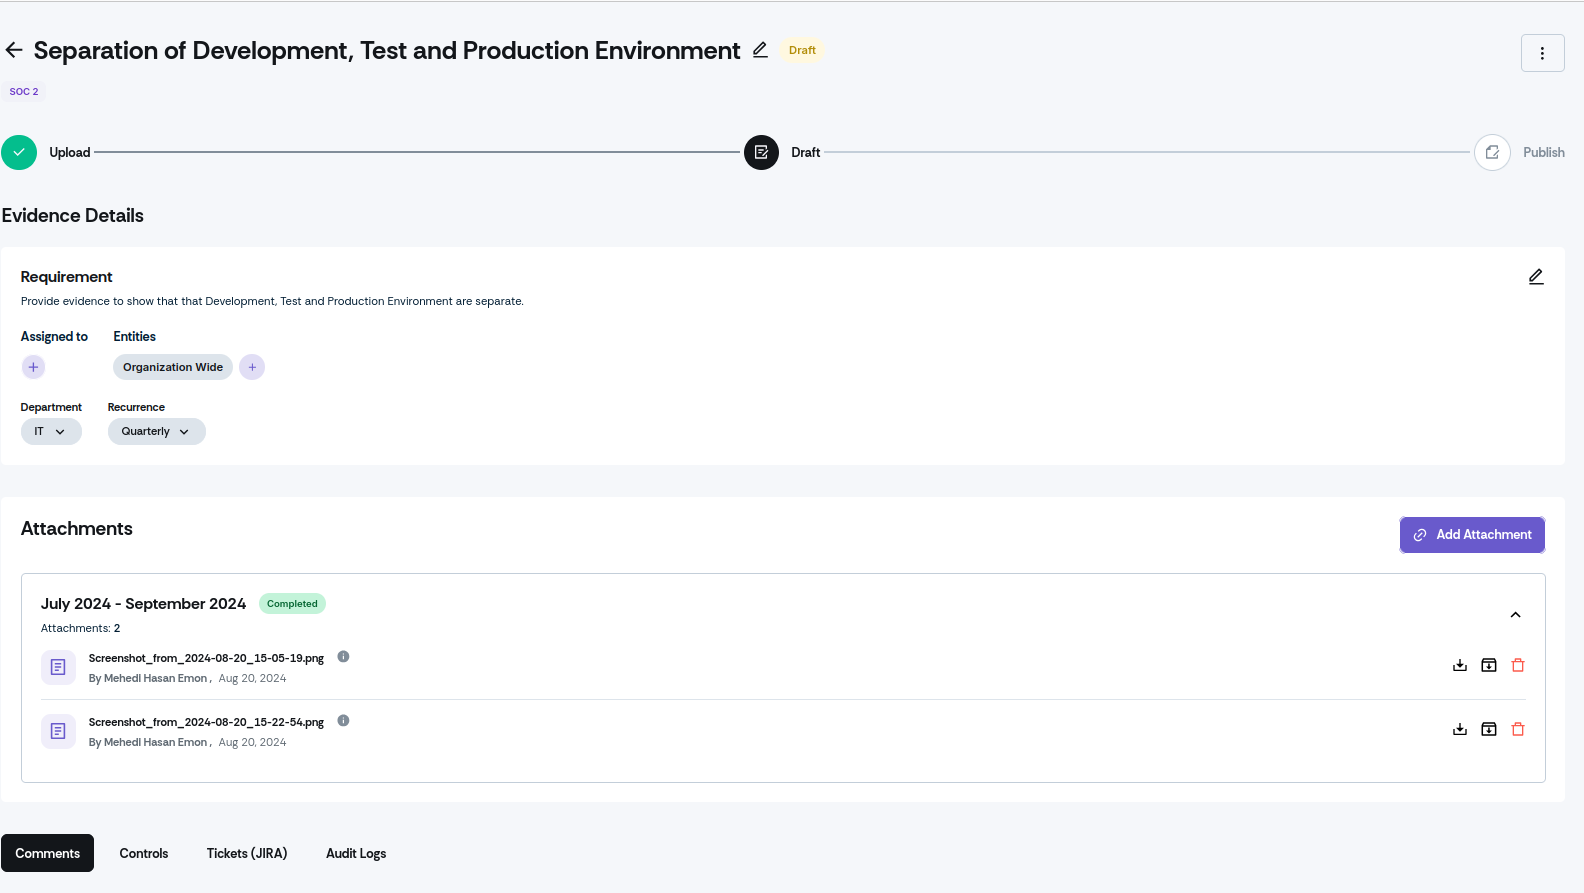 Separation of Development, Test and Production Environment
Draft
SOC 2
Upload
Draft
Publish
Evidence Details
Requirement
Provide evidence to show that that Development, Test and Production Environment are separate.
Assigned to
Entities
Organization Wide
Department
Recurrence
IT
Quarterly
Attachments
Add Attachment
July 2024 - September 2024
Completed
Attachments: 2
Screenshot_from_2024-08-20_15-05-19.png
By Mehedi Hasan Emon , Aug 20, 2024
Screenshot_from_2024-08-20_15-22-54.png
By Mehedi Hasan Emon , Aug 20, 2024
Comments
Controls
Tickets (JIRA)
Audit Logs